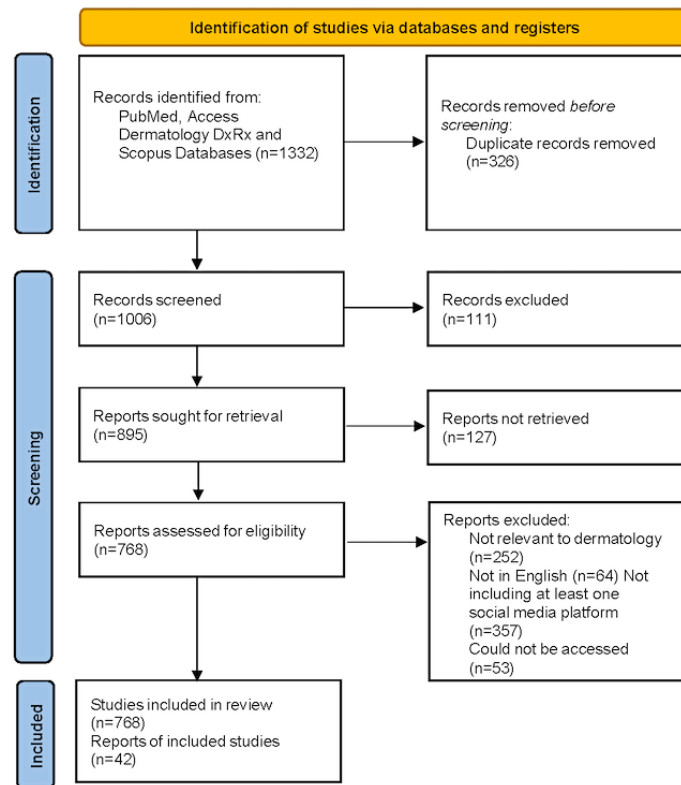 Identification of studies via databases and registers
Identification
Records identified from:
PubMed, Access
Dermatology DxRx and
Scopus Databases (n=1332)
Records removed before
screening:
Duplicate records removed
(n=326)
Screening
Records screened
(n=1006)
Records excluded
(n=111)
Reports sought for retrieval
(n=895)
Reports not retrieved
(n=127)
Reports assessed for eligibility
(n=768)
Reports excluded:
Not relevant to dermatology
(n=252)
Not in English (n=64) Not
including at least one
social media platform
(n=357)
Could not be accessed
(n=53)
Included
Studies included in review
(n=768)
Reports of included studies
(n=42)